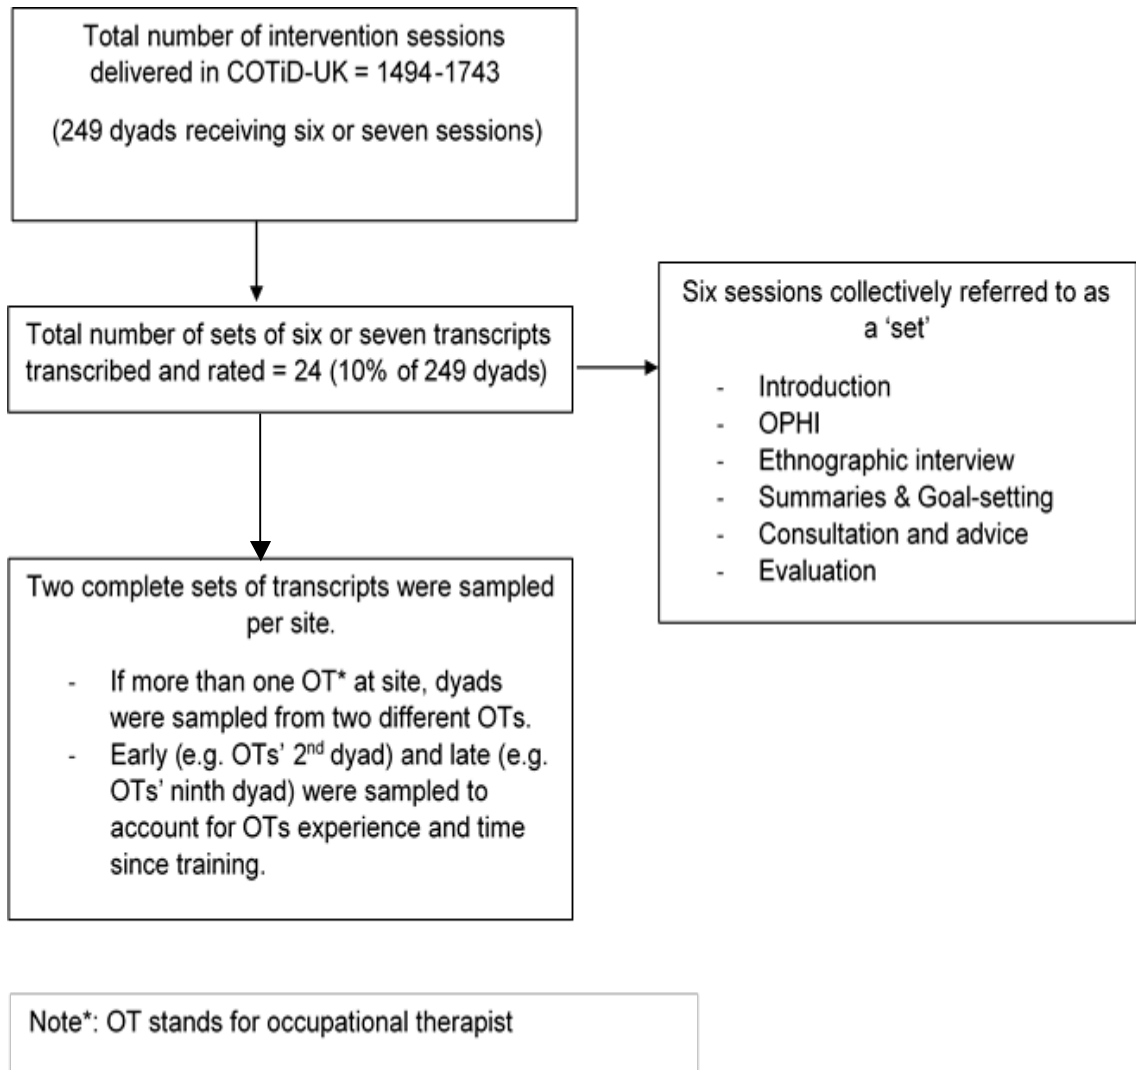 Total number of intervention sessions
delivered in COTiD-UK = 1494-1743
(249 dyads receiving six or seven sessions)
Total number of sets of six or seven transcripts
transcribed and rated = 24 (10% of 249 dyads)
Six sessions collectively referred to as
a ‘set’
- Introduction
- OPHI
- Ethnographic interview
- Summaries & Goal-setting
- Consultation and advice
- Evaluation
Two complete sets of transcripts were sampled
per site.
- If more than one OT* at site, dyads
were sampled from two different OTs.
- Early (e.g. OTs’ 2nd dyad) and late (e.g.
OTs’ ninth dyad) were sampled to
account for OTs experience and time
since training.
Note*: OT stands for occupational therapist